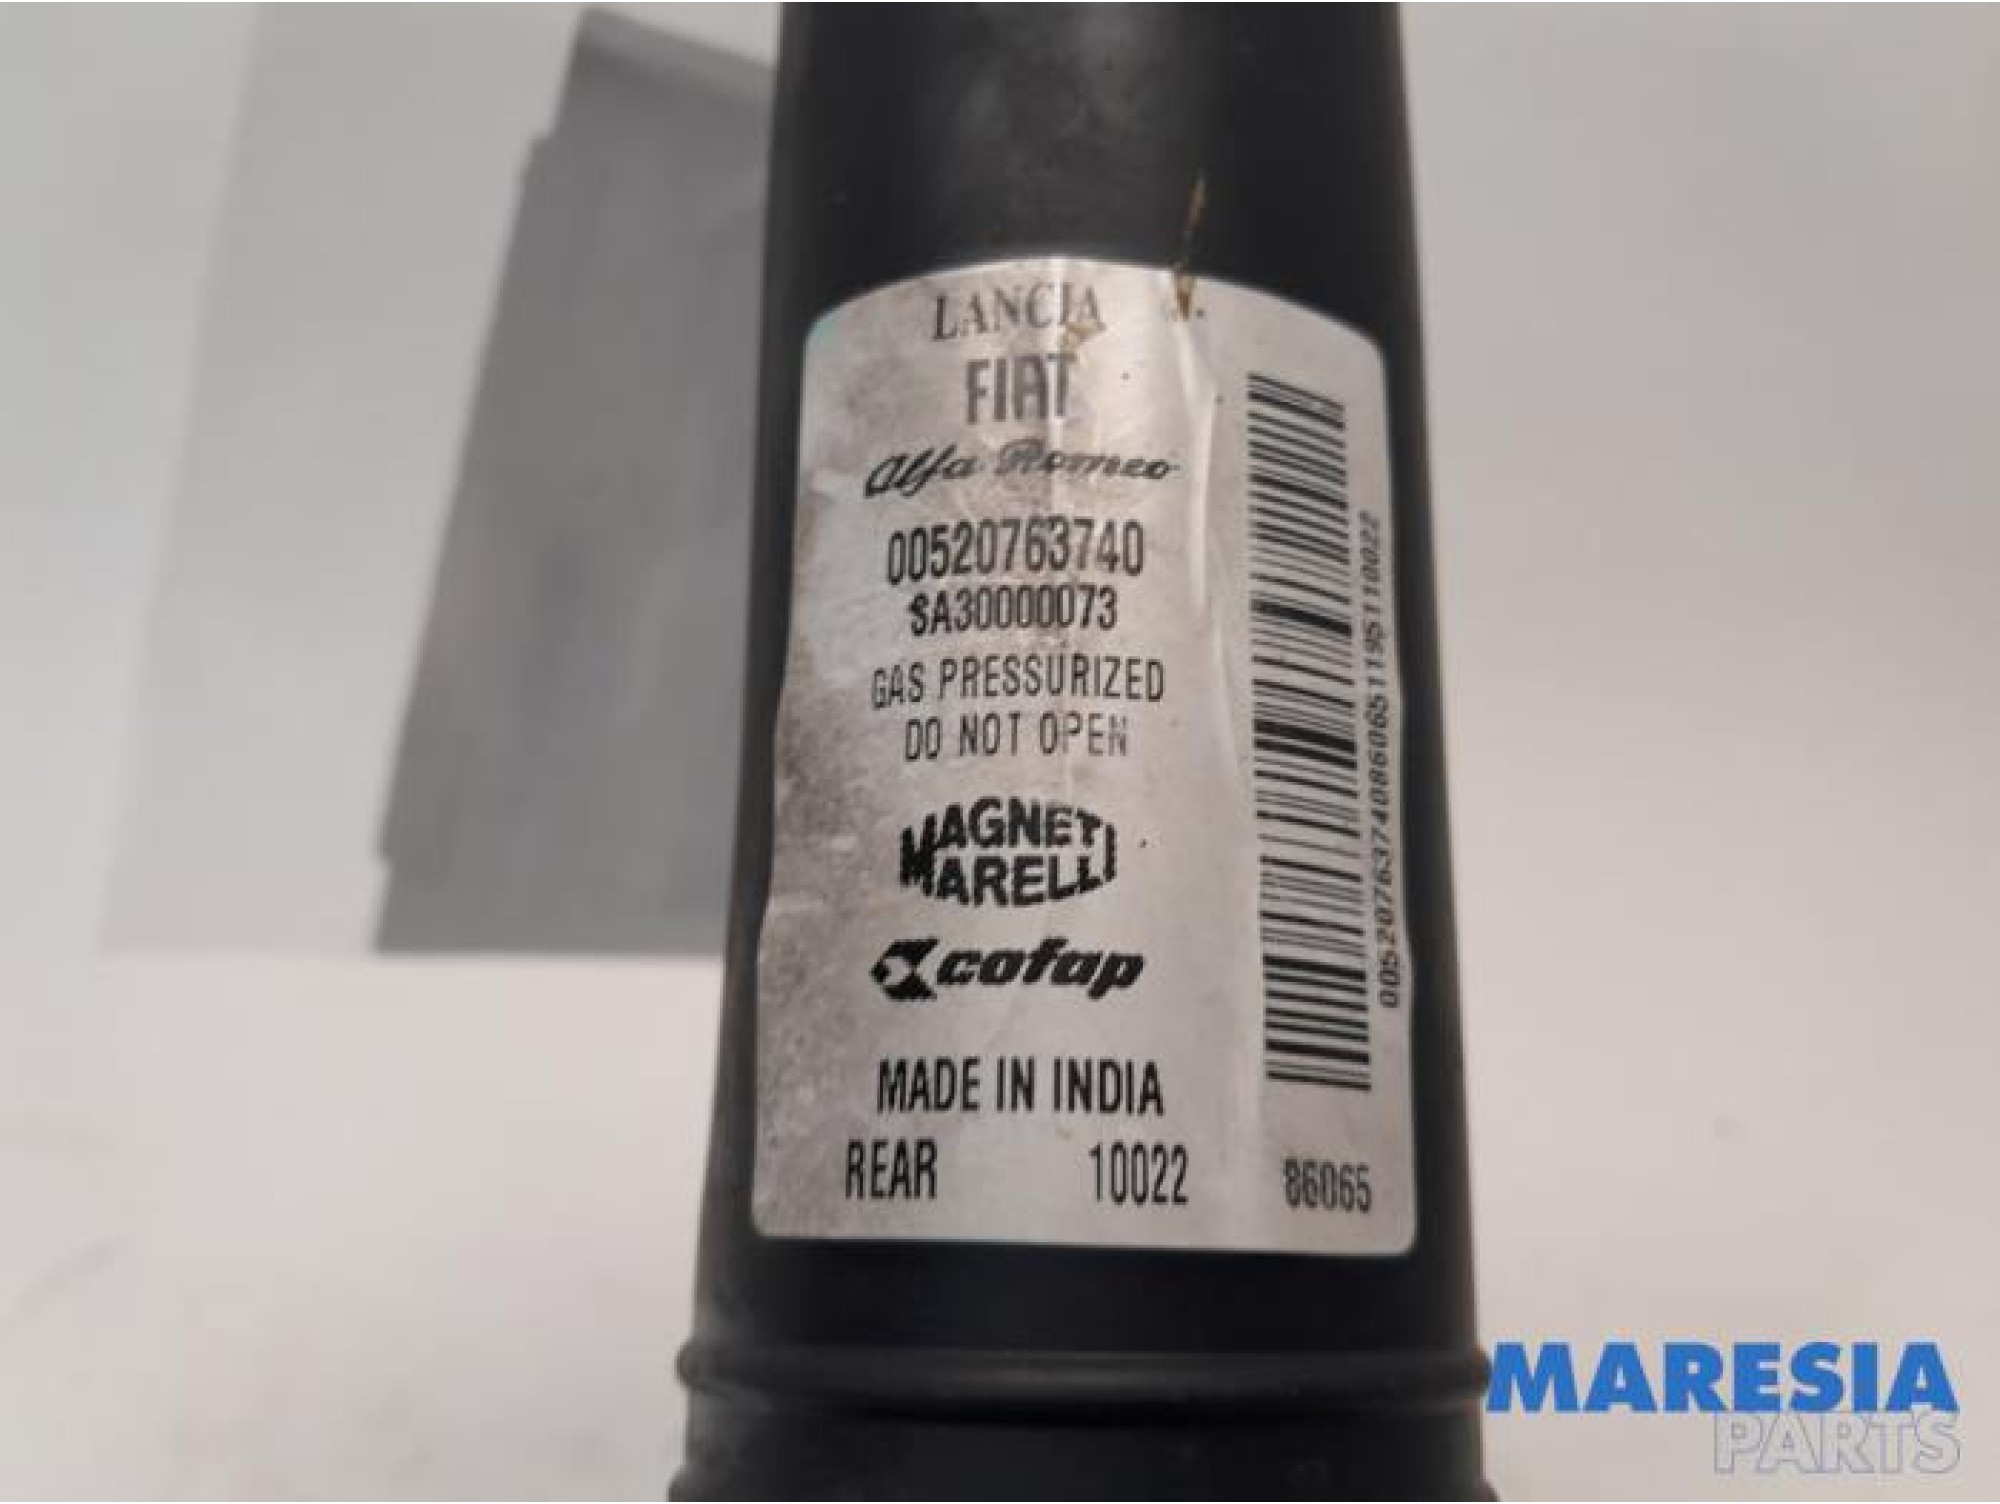 LANCIA
FIAT
Alfa Romeo
00520763740
SA30000073
GAS PRESSURIZED
DO NOT OPEN
MAGNETI
MARELLI
cofap
MADE IN INDIA
REAR 10022 86065
00520763740860651195110022
MARESIA
PARTS